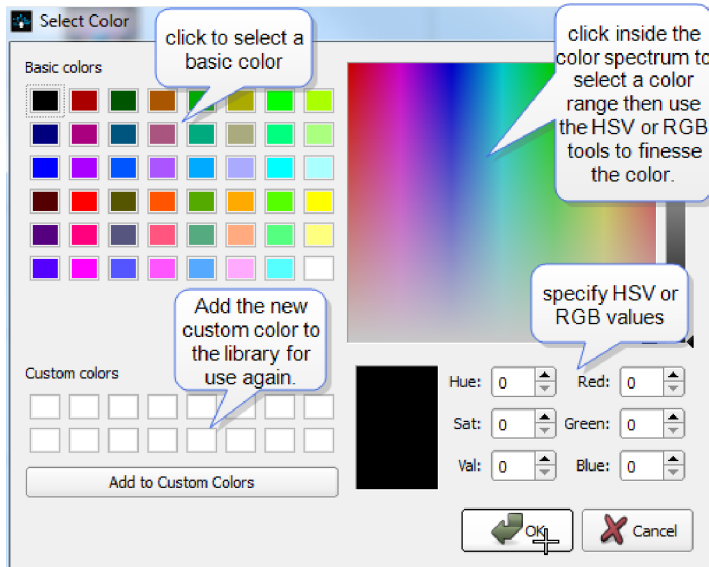 Select Color
click to select a
basic color
click inside the
color spectrum to
select a color
range then use
the HSV or RGB
tools to finesse
the color.
Basic colors
Add the new
custom color to
the library for
use again.
specify HSV or
RGB values
Custom colors
Hue: 0 Red: 0
Sat: 0 Green: 0
Val: 0 Blue: 0
Add to Custom Colors
OK Cancel